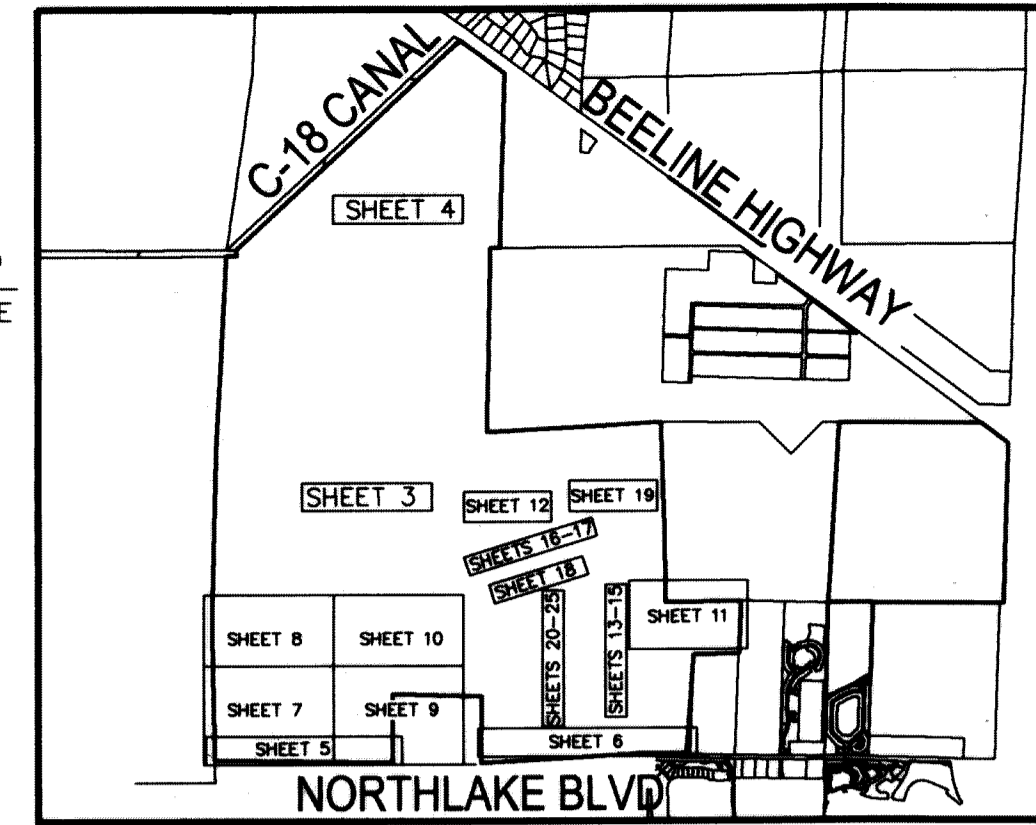 C-18 CANAL
BEELINE HIGHWAY
SHEET 4
E
SHEET 3
SHEET 12
SHEET 19
SHEETS 16-17
SHEET 18
SHEETS 20-25
SHEETS 13-15
SHEET 11
SHEET 8
SHEET 10
SHEET 7
SHEET 9
SHEET 5
SHEET 6
NORTHLAKE BLVD